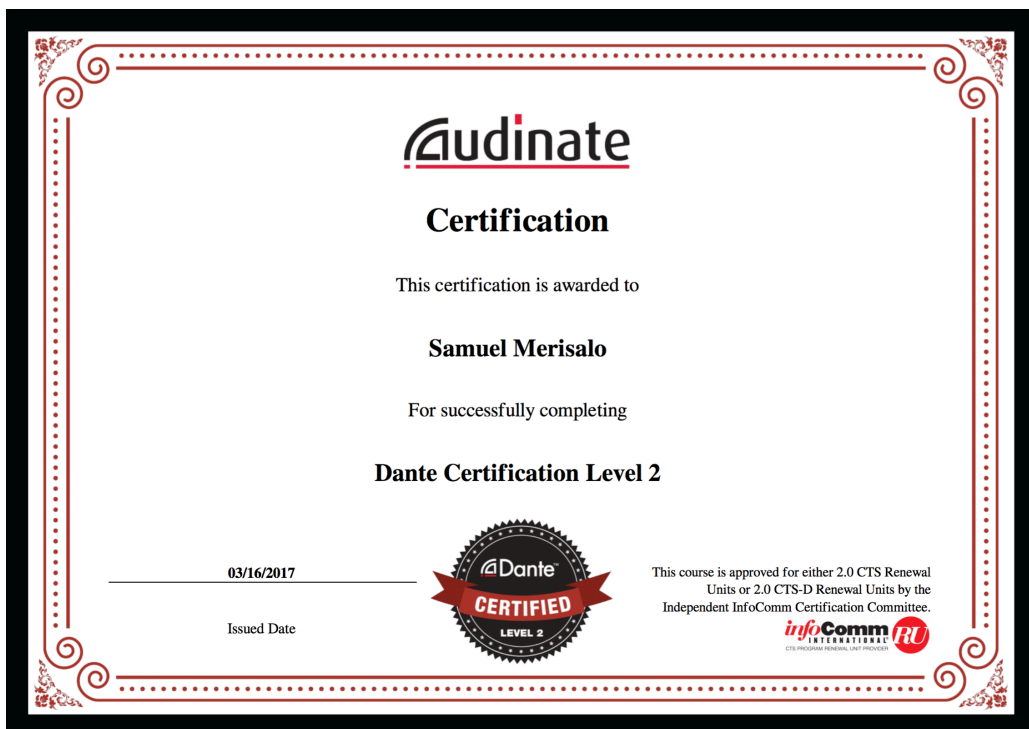 Audinate
Certification
This certification is awarded to
Samuel Merisalo
For successfully completing
Dante Certification Level 2
03/16/2017
Issued Date
Dante™
CERTIFIED
LEVEL 2
This course is approved for either 2.0 CTS Renewal
Units or 2.0 CTS-D Renewal Units by the
Independent InfoComm Certification Committee.
infoComm
INTERNATIONAL
CTS PROGRAM RENEWAL UNIT PROVIDER
RU